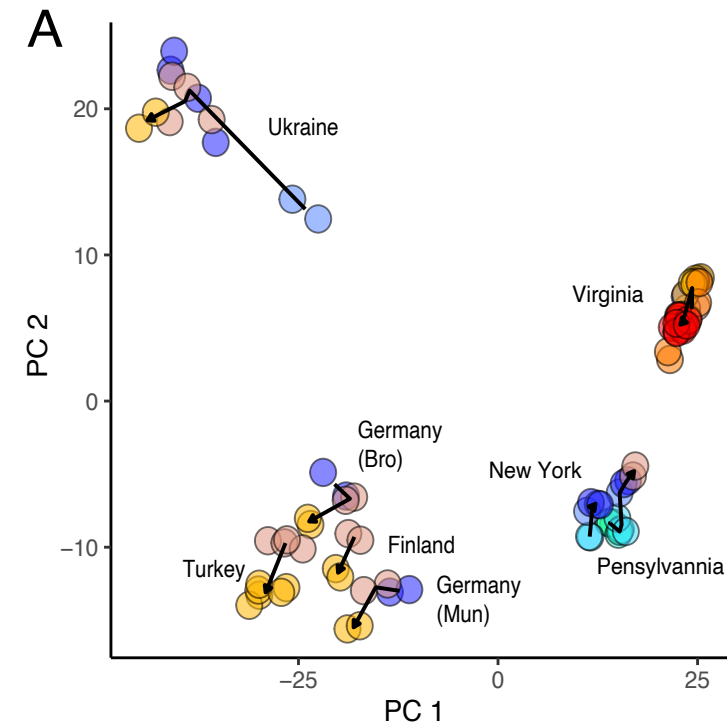 A
20
10
0
−10
PC 2
Ukraine
Virginia
Germany
(Bro)
New York
Finland
Turkey
Pensylvannia
Germany
(Mun)
−25
0
25
PC 1